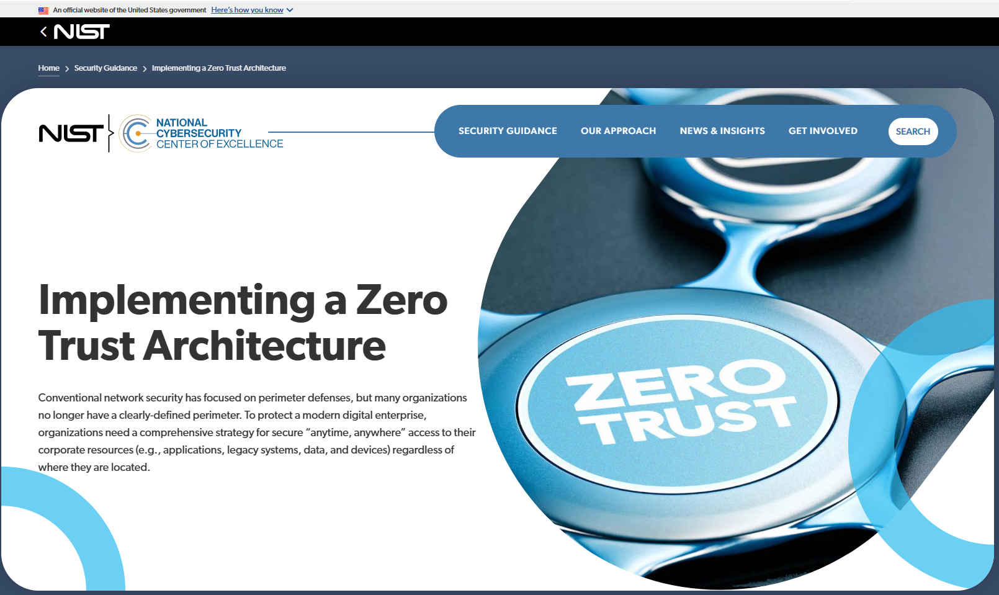 An official website of the United States government Here's how you know
NIST
Home > Security Guidance > Implementing a Zero Trust Architecture
NIST
NATIONAL
CYBERSECURITY
CENTER OF EXCELLENCE
SECURITY GUIDANCE OUR APPROACH NEWS & INSIGHTS GET INVOLVED SEARCH
Implementing a Zero
Trust Architecture
Conventional network security has focused on perimeter defenses, but many organizations
no longer have a clearly-defined perimeter. To protect a modern digital enterprise,
organizations need a comprehensive strategy for secure “anytime, anywhere” access to their
corporate resources (e.g., applications, legacy systems, data, and devices) regardless of
where they are located.
ZERO
TRUST